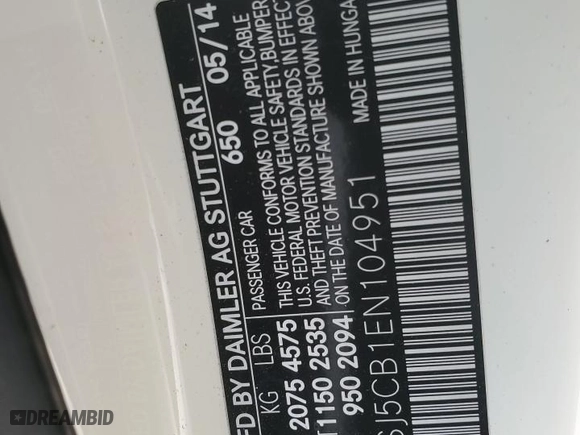 MFD BY DAIMLER AG STUTTGART
650 05/14
KG LBS PASSENGER CAR
2075 4575
1150 2535
950 2094
THIS VEHICLE CONFORMS TO ALL APPLICABLE
U.S. FEDERAL MOTOR VEHICLE SAFETY, BUMPER
AND THEFT PREVENTION STANDARDS IN EFFECT
ON THE DATE OF MANUFACTURE SHOWN ABOV
J5CB1EN104951
MADE IN HUNGA
DREAMBID